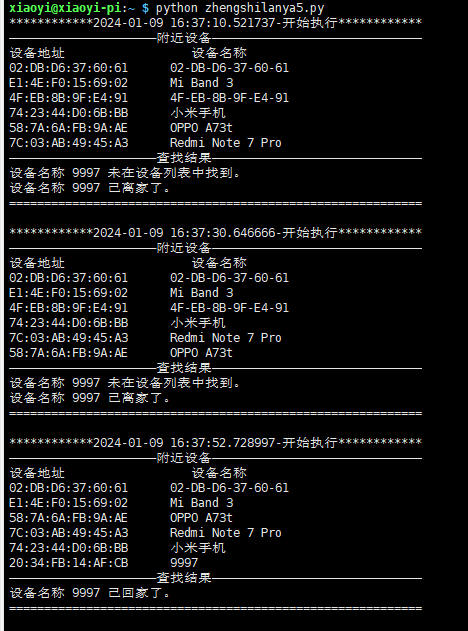 xiaoyi@xiaoyi-pi:~ $ python zhengshilanya5.py
************2024-01-09 16:37:10.521737-开始执行************
—————————————————————附近设备——————————————————————————————
设备地址 设备名称
02:DB:D6:37:60:61 02-DB-D6-37-60-61
E1:4E:F0:15:69:02 Mi Band 3
4F:EB:8B:9F:E4:91 4F-EB-8B-9F-E4-91
74:23:44:D0:6B:BB 小米手机
58:7A:6A:FB:9A:AE OPPO A73t
7C:03:AB:49:45:A3 Redmi Note 7 Pro
—————————————————————查找结果——————————————————————————————
设备名称 9997 未在设备列表中找到。
设备名称 9997 已离家了。
===========================================================
************2024-01-09 16:37:30.646666-开始执行************
—————————————————————附近设备——————————————————————————————
设备地址 设备名称
02:DB:D6:37:60:61 02-DB-D6-37-60-61
E1:4E:F0:15:69:02 Mi Band 3
4F:EB:8B:9F:E4:91 4F-EB-8B-9F-E4-91
74:23:44:D0:6B:BB 小米手机
7C:03:AB:49:45:A3 Redmi Note 7 Pro
58:7A:6A:FB:9A:AE OPPO A73t
—————————————————————查找结果——————————————————————————————
设备名称 9997 未在设备列表中找到。
设备名称 9997 已离家了。
===========================================================
************2024-01-09 16:37:52.728997-开始执行************
—————————————————————附近设备——————————————————————————————
设备地址 设备名称
02:DB:D6:37:60:61 02-DB-D6-37-60-61
E1:4E:F0:15:69:02 Mi Band 3
58:7A:6A:FB:9A:AE OPPO A73t
7C:03:AB:49:45:A3 Redmi Note 7 Pro
74:23:44:D0:6B:BB 小米手机
20:34:FB:14:AF:CB 9997
—————————————————————查找结果——————————————————————————————
设备名称 9997 已回家了。
===========================================================